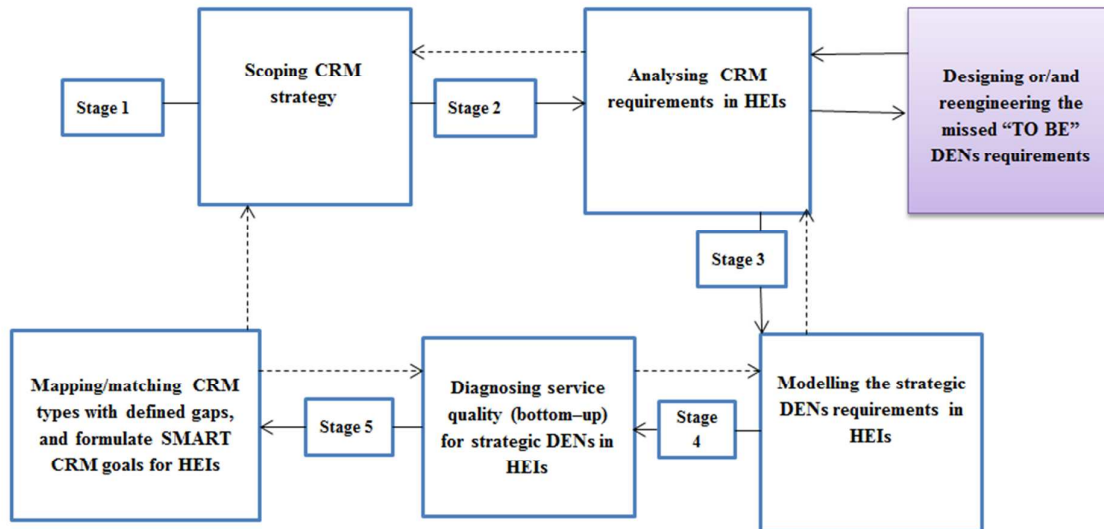 Stage 1
Scoping CRM
strategy
Stage 2
Analysing CRM
requirements in HEIs
Designing or/and
reengineering the
missed “TO BE”
DENs requirements
Stage 3
Mapping/matching CRM
types with defined gaps,
and formulate SMART
CRM goals for HEIs
Stage 5
Diagnosing service
quality (bottom–up)
for strategic DENs in
HEIs
Stage
4
Modelling the strategic
DENs requirements in
HEIs